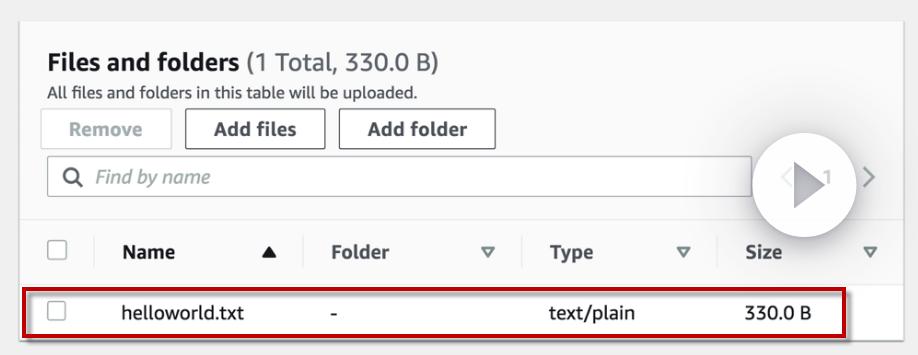 Files and folders (1 Total, 330.0 B)
All files and folders in this table will be uploaded.
Remove Add files Add folder
Find by name 1
Name Folder Type Size
helloworld.txt - text/plain 330.0 B